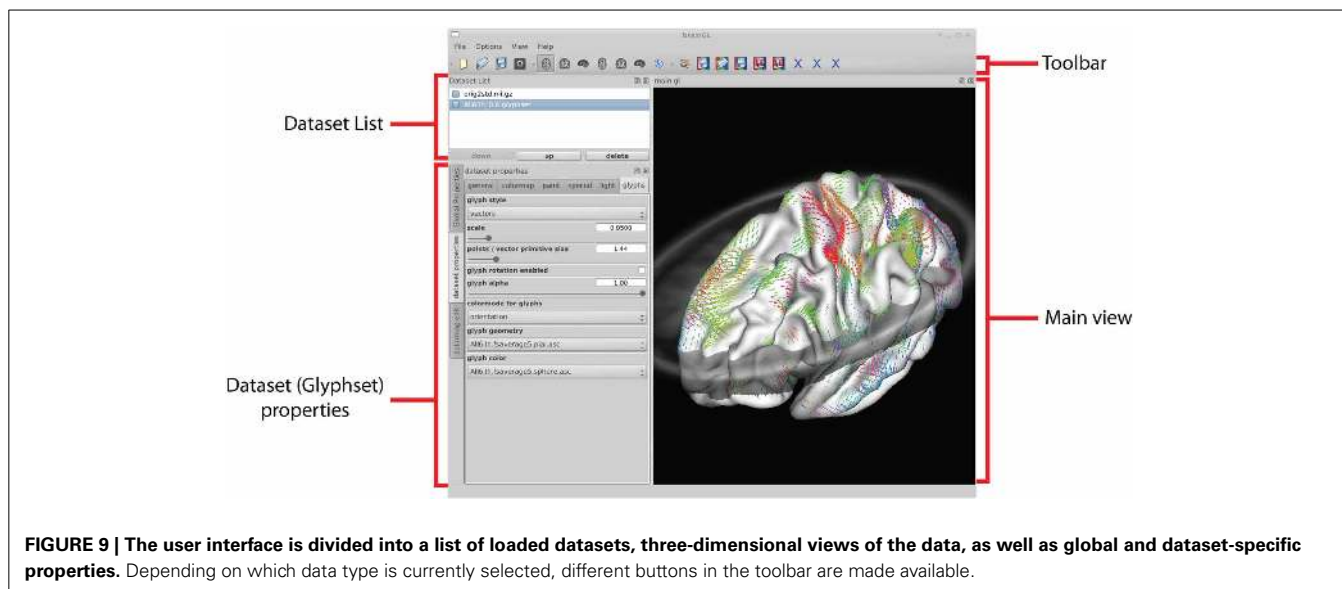 brainGL
File Options View Help
Toolbar
Dataset List
main gl
Dataset List
down
up
delete
Global Properties
dataset properties
dataset properties
general colormap paint special light glyphs
glyph style
vectors
scale
0.0500
points / vector primitive size
1.44
glyph rotation enabled
glyph alpha
1.00
colormode for glyphs
orientation
glyph geometry
glyph color
Dataset (Glyphset)
properties
Main view
FIGURE 9 | The user interface is divided into a list of loaded datasets, three-dimensional views of the data, as well as global and dataset-specific
properties. Depending on which data type is currently selected, different buttons in the toolbar are made available.